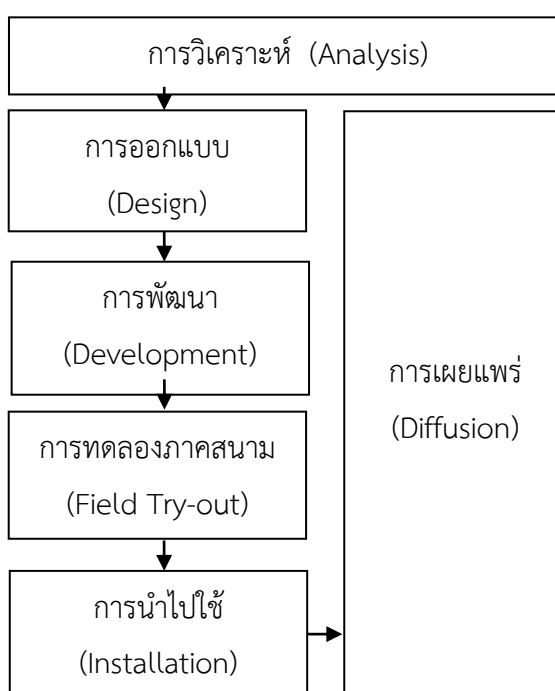 การวิเคราะห์ (Analysis)
การออกแบบ
(Design)
การพัฒนา
(Development)
การทดลองภาคสนาม
(Field Try-out)
การนำไปใช้
(Installation)
การเผยแพร่
(Diffusion)